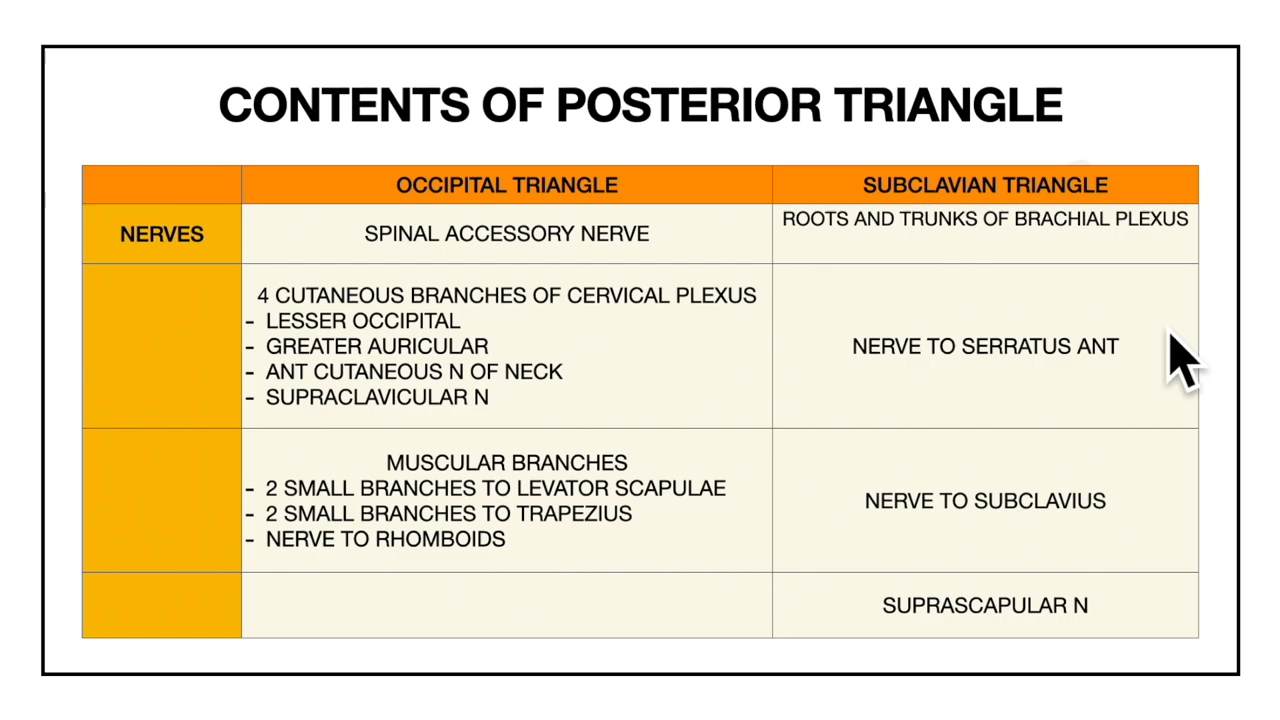 CONTENTS OF POSTERIOR TRIANGLE
OCCIPITAL TRIANGLE
SUBCLAVIAN TRIANGLE
NERVES
SPINAL ACCESSORY NERVE
ROOTS AND TRUNKS OF BRACHIAL PLEXUS
4 CUTANEOUS BRANCHES OF CERVICAL PLEXUS
- LESSER OCCIPITAL
- GREATER AURICULAR
- ANT CUTANEOUS N OF NECK
- SUPRACLAVICULAR N
NERVE TO SERRATUS ANT
MUSCULAR BRANCHES
- 2 SMALL BRANCHES TO LEVATOR SCAPULAE
- 2 SMALL BRANCHES TO TRAPEZIUS
- NERVE TO RHOMBOIDS
NERVE TO SUBCLAVIUS
SUPRASCAPULAR N